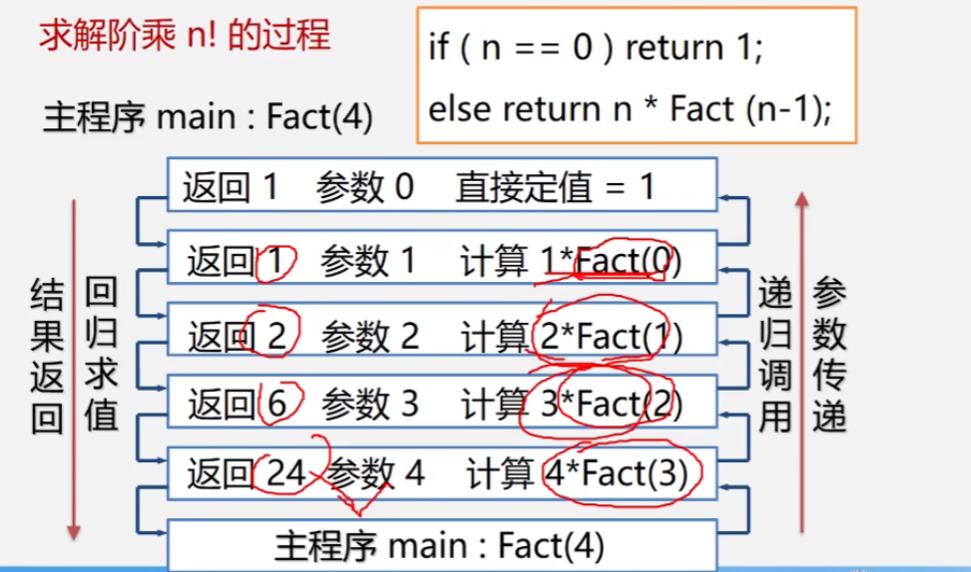 求解阶乘 n! 的过程
if ( n == 0 ) return 1;
else return n * Fact (n-1);
主程序 main : Fact(4)
返回 1 参数 0 直接定值 = 1
返回 1 参数 1 计算 1*Fact(0)
返回 2 参数 2 计算 2*Fact(1)
返回 6 参数 3 计算 3*Fact(2)
返回 24 参数 4 计算 4*Fact(3)
主程序 main : Fact(4)
结果返回
回归求值
递归调用
参数传递